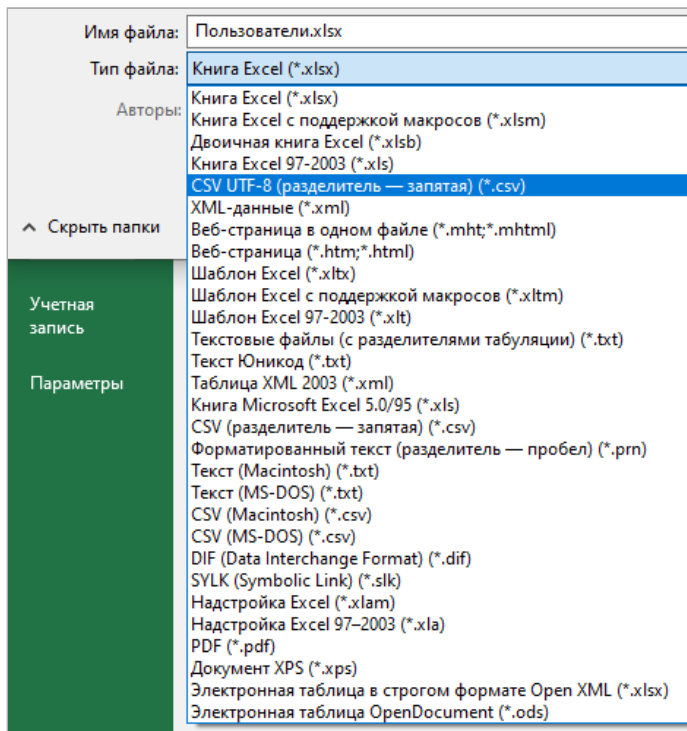 Имя файла: Пользователи.xlsx
Тип файла: Книга Excel (*.xlsx)
Авторы:
Книга Excel (*.xlsx)
Книга Excel с поддержкой макросов (*.xlsm)
Двоичная книга Excel (*.xlsb)
Книга Excel 97-2003 (*.xls)
CSV UTF-8 (разделитель — запятая) (*.csv)
XML-данные (*.xml)
Веб-страница в одном файле (*.mht;*.mhtml)
Веб-страница (*.htm;*.html)
Шаблон Excel (*.xltx)
Шаблон Excel с поддержкой макросов (*.xltm)
Шаблон Excel 97-2003 (*.xlt)
Текстовые файлы (с разделителями табуляции) (*.txt)
Текст Юникод (*.txt)
Таблица XML 2003 (*.xml)
Книга Microsoft Excel 5.0/95 (*.xls)
CSV (разделитель — запятая) (*.csv)
Форматированный текст (разделитель — пробел) (*.prn)
Текст (Macintosh) (*.txt)
Текст (MS-DOS) (*.txt)
CSV (Macintosh) (*.csv)
CSV (MS-DOS) (*.csv)
DIF (Data Interchange Format) (*.dif)
SYLK (Symbolic Link) (*.slk)
Надстройка Excel (*.xlam)
Надстройка Excel 97–2003 (*.xla)
PDF (*.pdf)
Документ XPS (*.xps)
Электронная таблица в строгом формате Open XML (*.xlsx)
Электронная таблица OpenDocument (*.ods)
Скрыть папки
Учетная
запись
Параметры